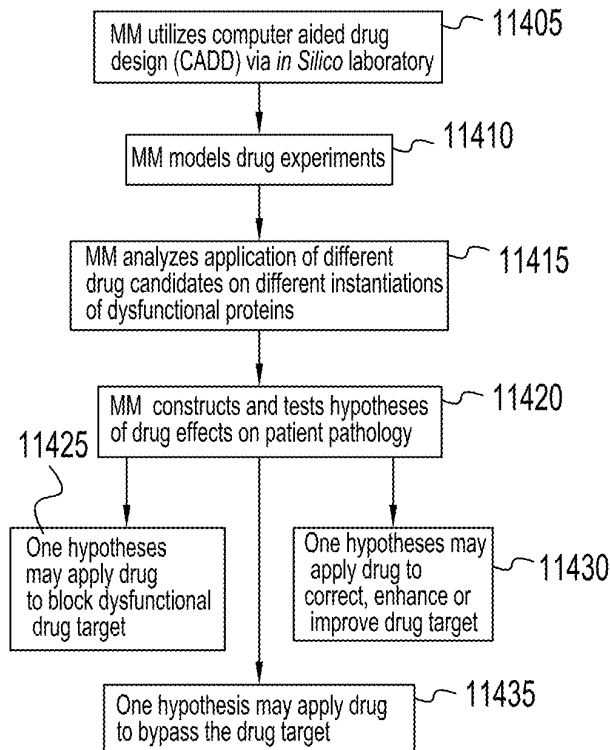 MM utilizes computer aided drug
design (CADD) via in Silico laboratory
11405
MM models drug experiments
11410
MM analyzes application of different
drug candidates on different instantiations
of dysfunctional proteins
11415
MM constructs and tests hypotheses
of drug effects on patient pathology
11420
11425
One hypotheses
may apply drug
to block dysfunctional
drug target
One hypotheses may
apply drug to
correct, enhance or
improve drug target
11430
One hypothesis may apply drug
to bypass the drug target
11435